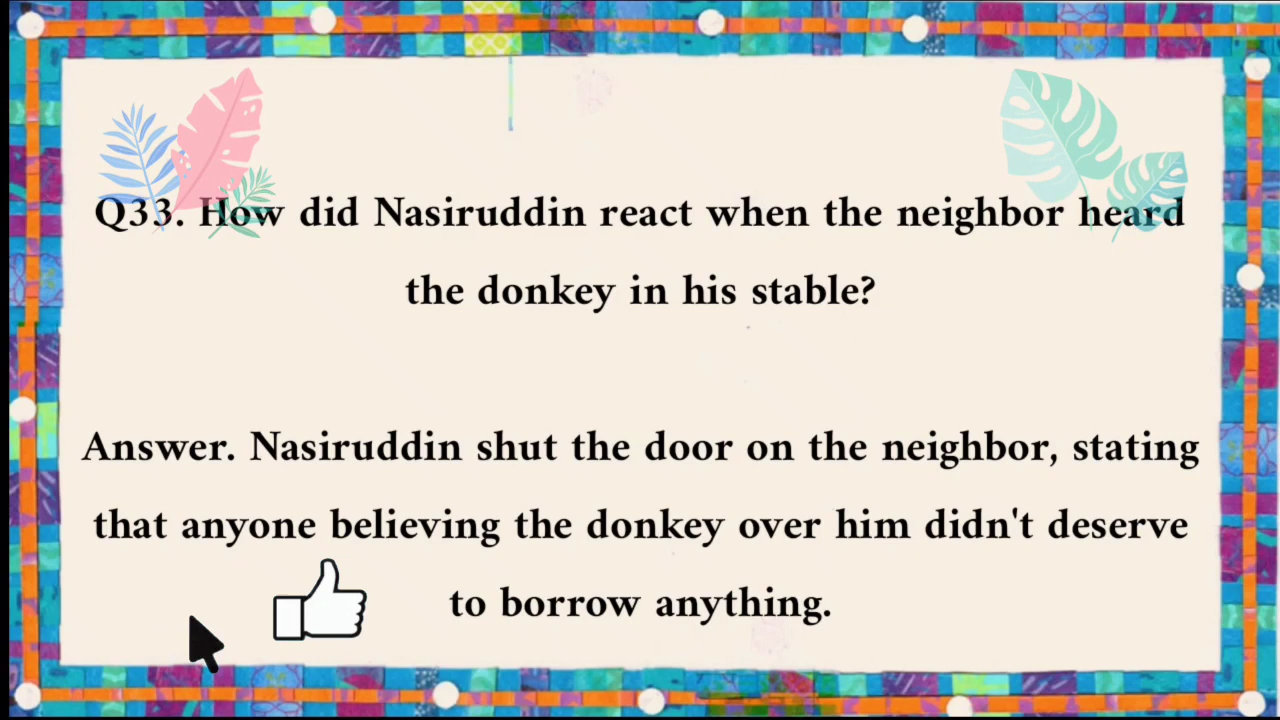 Q33. How did Nasiruddin react when the neighbor heard
the donkey in his stable?
Answer. Nasiruddin shut the door on the neighbor, stating
that anyone believing the donkey over him didn't deserve
to borrow anything.